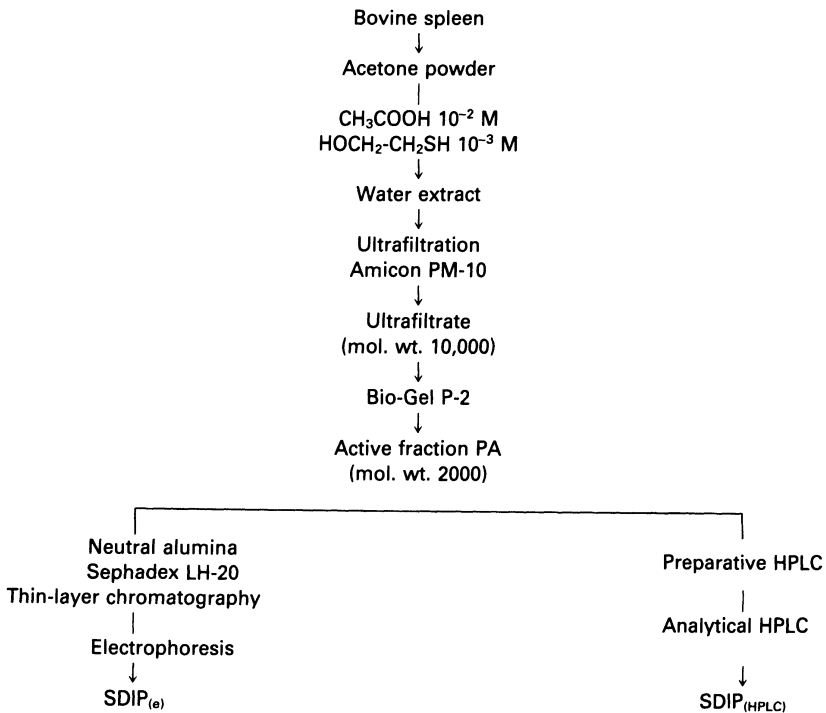 Bovine spleen
Acetone powder
CH₃COOH 10⁻² M
HOCH₂-CH₂SH 10⁻³ M
Water extract
Ultrafiltration
Amicon PM-10
Ultrafiltrate
(mol. wt. 10,000)
Bio-Gel P-2
Active fraction PA
(mol. wt. 2000)
Neutral alumina
Sephadex LH-20
Thin-layer chromatography
Electrophoresis
SDIP₍ₑ₎
Preparative HPLC
Analytical HPLC
SDIP(HPLC)